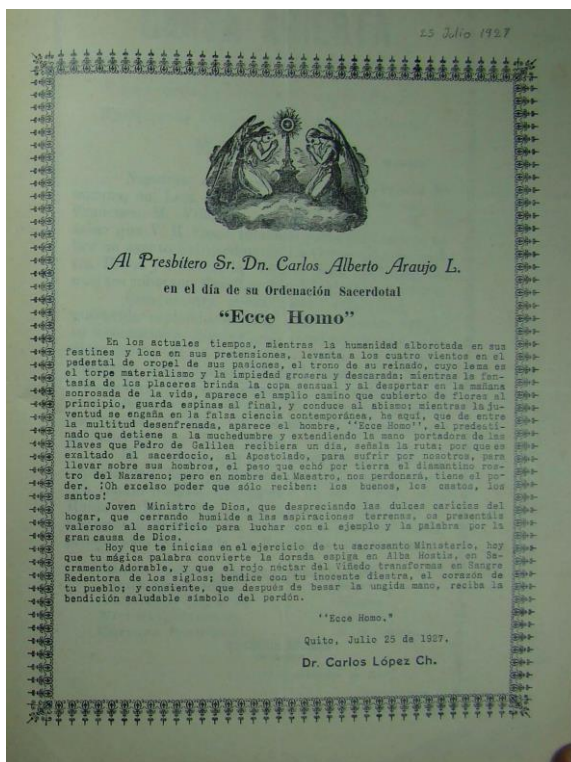 25 Julio 1927
Al Presbítero Sr. Dn. Carlos Alberto Araujo L.
en el día de su Ordenación Sacerdotal
“Ecce Homo”
En los actuales tiempos, mientras la humanidad alborotada en sus
festines y loca en sus pretensiones, levanta a los cuatro vientos en el
pedestal de oropel de sus pasiones, el trono de su reinado, cuyo lema es
el torpe materialismo y la impiedad grosera y descarada: mientras la fan-
tasía de los placeres brinda la copa sensual y al despertar en la mañana
sonrosada de la vida, aparece el amplio camino que cubierto de flores al
principio, guarda espinas al final, y conduce al abismo; mientras la ju-
ventud se engaña en la falsa ciencia contemporánea, he aquí, que de entre
la multitud desenfrenada, aparece el hombre, ''Ecce Homo'', el predesti-
nado que detiene a la muchedumbre y extendiendo la mano portadora de las
llaves que Pedro de Galilea recibiera un día, señala la ruta; por que es
exaltado al sacerdocio, al Apostolado, para sufrir por nosotros, para
llevar sobre sus hombros, el peso que echó por tierra el diamantino ros-
tro del Nazareno; pero en nombre del Maestro, nos perdonará, tiene el po-
der. ¡Oh excelso poder que sólo reciben: los buenos, los castos, los
santos!
Joven Ministro de Dios, que despreciando las dulces caricias del
hogar, que cerrando humilde a las aspiraciones terrenas, os presentáis
valeroso al sacrificio para luchar con el ejemplo y la palabra por la
gran causa de Dios.
Hoy que te inicias en el ejercicio de tu sacrosanto Ministerio, hoy
que tu mágica palabra convierte la dorada espiga en Alba Hostia, en Sa-
cramento Adorable, y que el rojo néctar del Viñedo transformas en Sangre
Redentora de los siglos; bendice con tu inocente diestra, el corazón de
tu pueblo; y consiente, que después de besar la ungida mano, reciba la
bendición saludable símbolo del perdón.
''Ecce Homo."
Quito, Julio 25 de 1927.
Dr. Carlos López Ch.